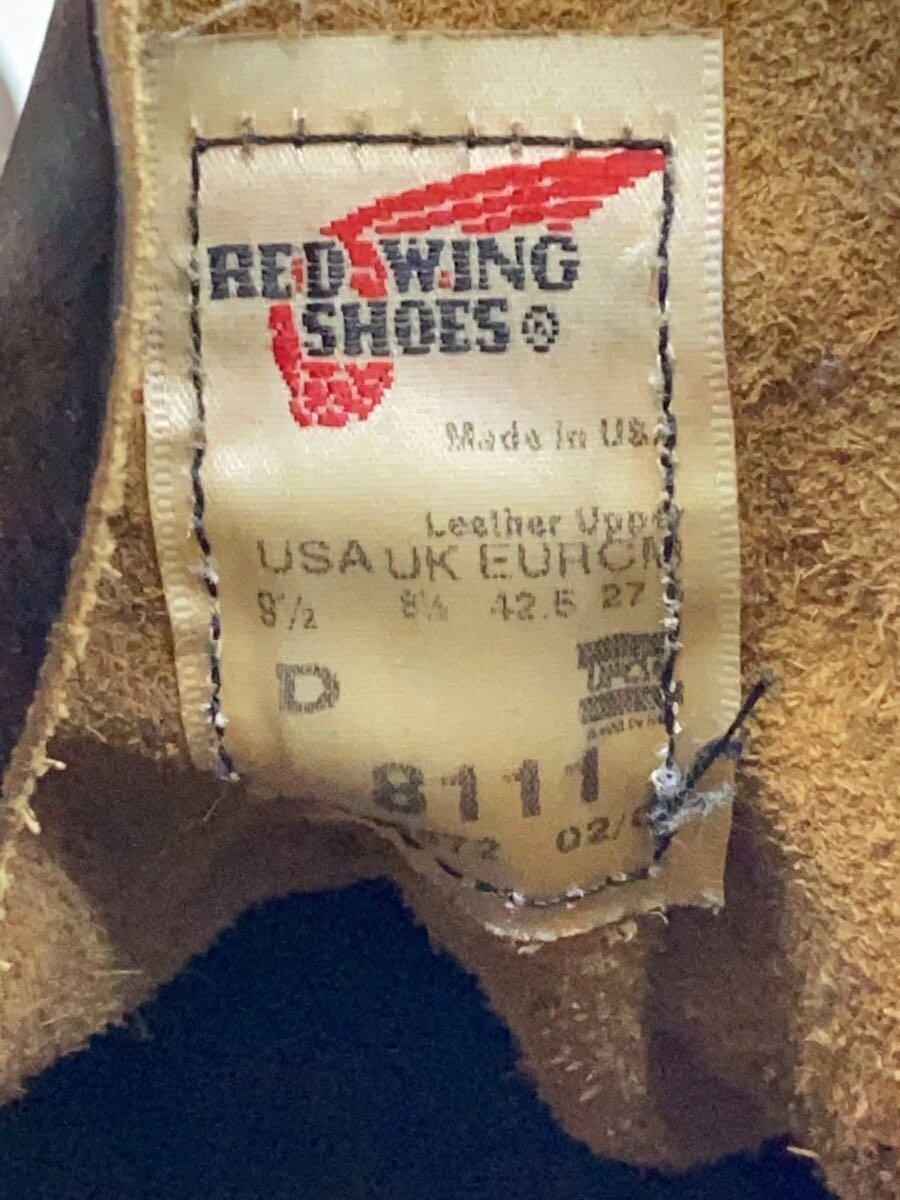 RED WING
SHOES®
Made in USA
Leather Upper
USA UK EUR CM
9½ 8½ 42.5 27
D
8111
02/